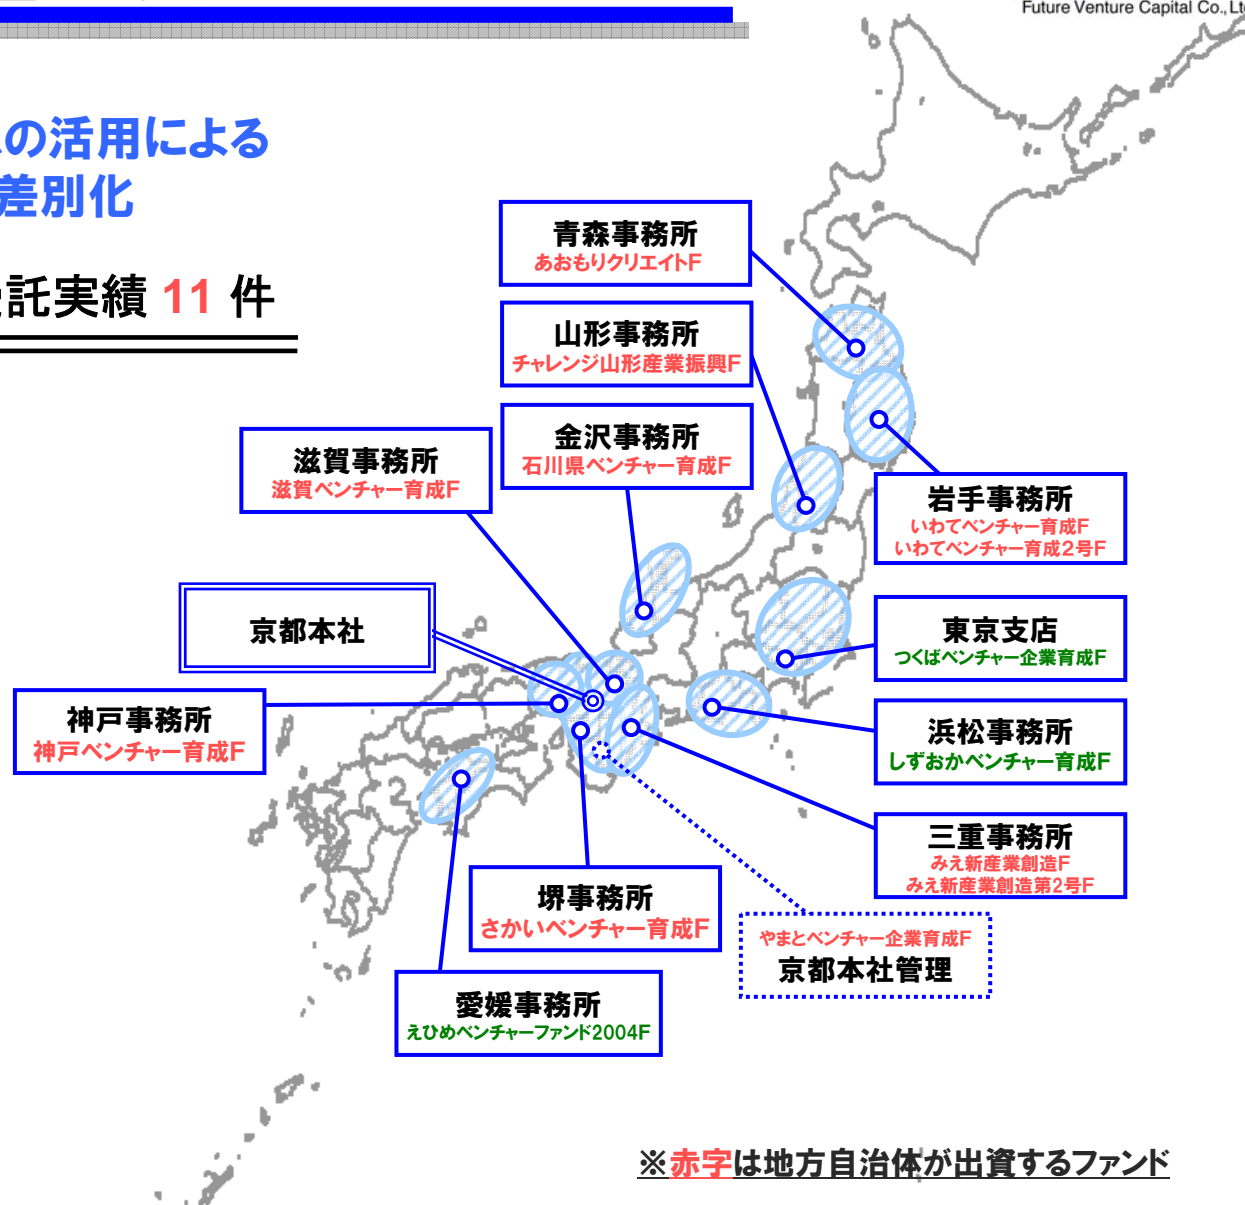 Future Venture Capital Co., Lt
の活用による
差別化
託実績 11 件
青森事務所
あおもりクリエイトF
山形事務所
チャレンジ山形産業振興F
金沢事務所
石川県ベンチャー育成F
滋賀事務所
滋賀ベンチャー育成F
岩手事務所
いわてベンチャー育成F
いわてベンチャー育成2号F
京都本社
東京支店
つくばベンチャー企業育成F
神戸事務所
神戸ベンチャー育成F
浜松事務所
しずおかベンチャー育成F
三重事務所
みえ新産業創造F
みえ新産業創造第2号F
堺事務所
さかいベンチャー育成F
やまとベンチャー企業育成F
京都本社管理
愛媛事務所
えひめベンチャーファンド2004F
※赤字は地方自治体が出資するファンド